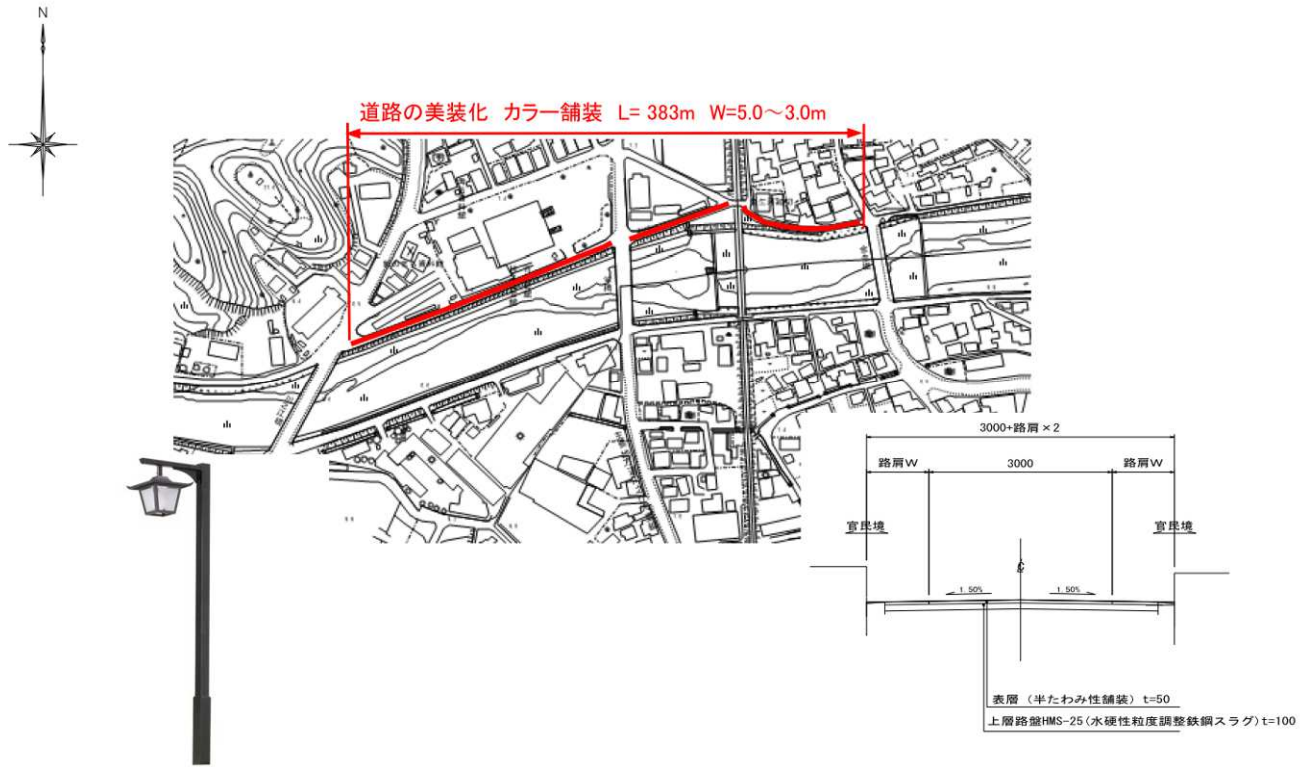 N
道路の美装化 カラー舗装 L= 383m W=5.0～3.0m
3000+路肩×2
路肩W 3000 路肩W
官民境 官民境
℄
1.50% 1.50%
表層（半たわみ性舗装）t=50
上層路盤HMS-25(水硬性粒度調整鉄鋼スラグ)t=100